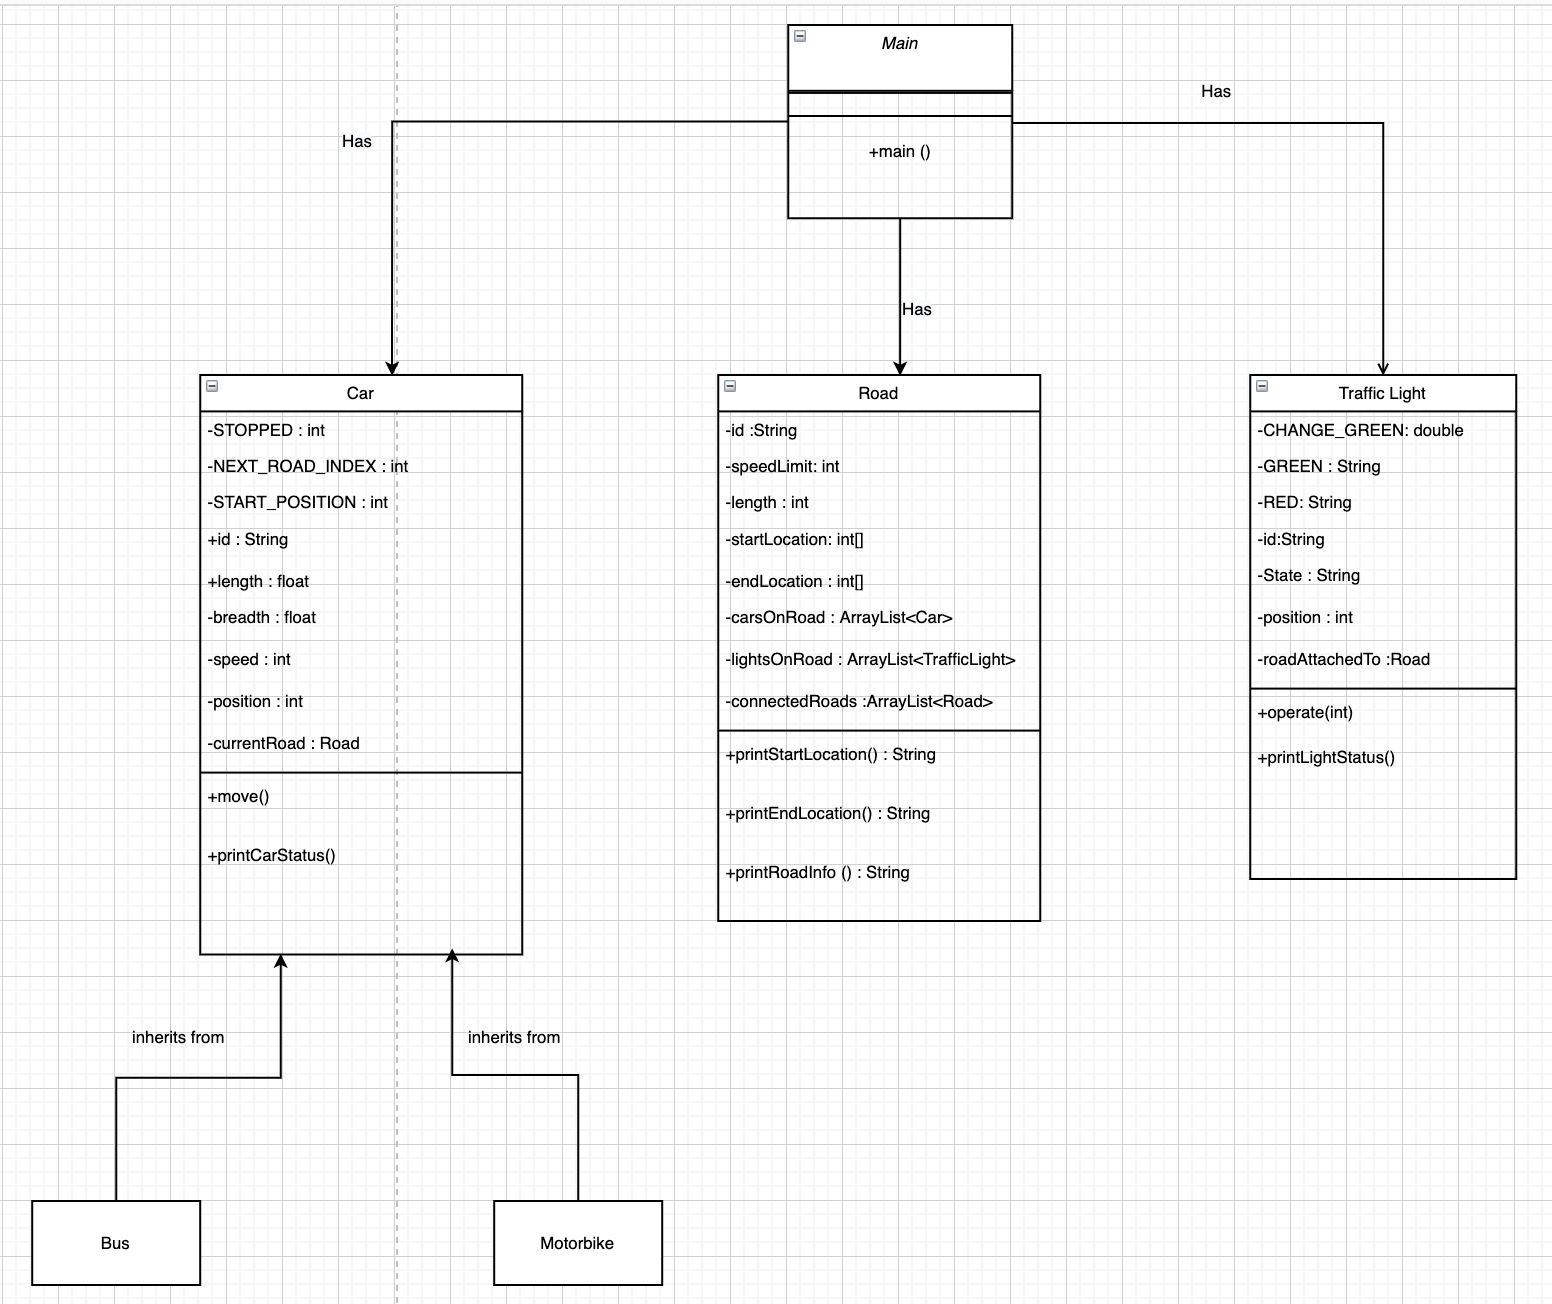 Main
+main ()
Has
Has
Has
Car
-STOPPED : int
-NEXT_ROAD_INDEX : int
-START_POSITION : int
+id : String
+length : float
-breadth : float
-speed : int
-position : int
-currentRoad : Road
+move()
+printCarStatus()
Road
-id :String
-speedLimit: int
-length : int
-startLocation: int[]
-endLocation : int[]
-carsOnRoad : ArrayList<Car>
-lightsOnRoad : ArrayList<TrafficLight>
-connectedRoads :ArrayList<Road>
+printStartLocation() : String
+printEndLocation() : String
+printRoadInfo () : String
Traffic Light
-CHANGE_GREEN: double
-GREEN : String
-RED: String
-id:String
-State : String
-position : int
-roadAttachedTo :Road
+operate(int)
+printLightStatus()
inherits from
inherits from
Bus
Motorbike